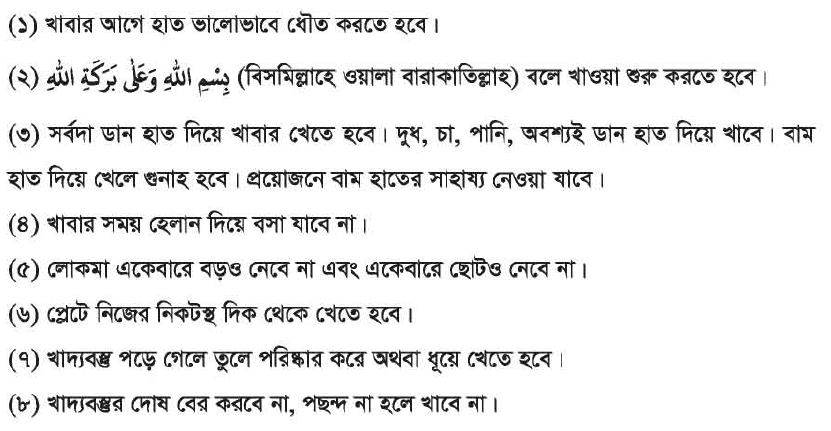 (১) খাবার আগে হাত ভালোভাবে ধৌত করতে হবে।
(২) بِسْمِ اللهِ وَعَلٰى بَرَكَةِ اللهِ (বিসমিল্লাহে ওয়ালা বারাকাতিল্লাহ) বলে খাওয়া শুরু করতে হবে।
(৩) সর্বদা ডান হাত দিয়ে খাবার খেতে হবে। দুধ, চা, পানি, অবশ্যই ডান হাত দিয়ে খাবে। বাম
হাত দিয়ে খেলে গুনাহ হবে। প্রয়োজনে বাম হাতের সাহায্য নেওয়া যাবে।
(৪) খাবার সময় হেলান দিয়ে বসা যাবে না।
(৫) লোকমা একেবারে বড়ও নেবে না এবং একেবারে ছোটও নেবে না।
(৬) প্লেটে নিজের নিকটস্থ দিক থেকে খেতে হবে।
(৭) খাদ্যবস্তু পড়ে গেলে তুলে পরিষ্কার করে অথবা ধূয়ে খেতে হবে।
(৮) খাদ্যবস্তুর দোষ বের করবে না, পছন্দ না হলে খাবে না।